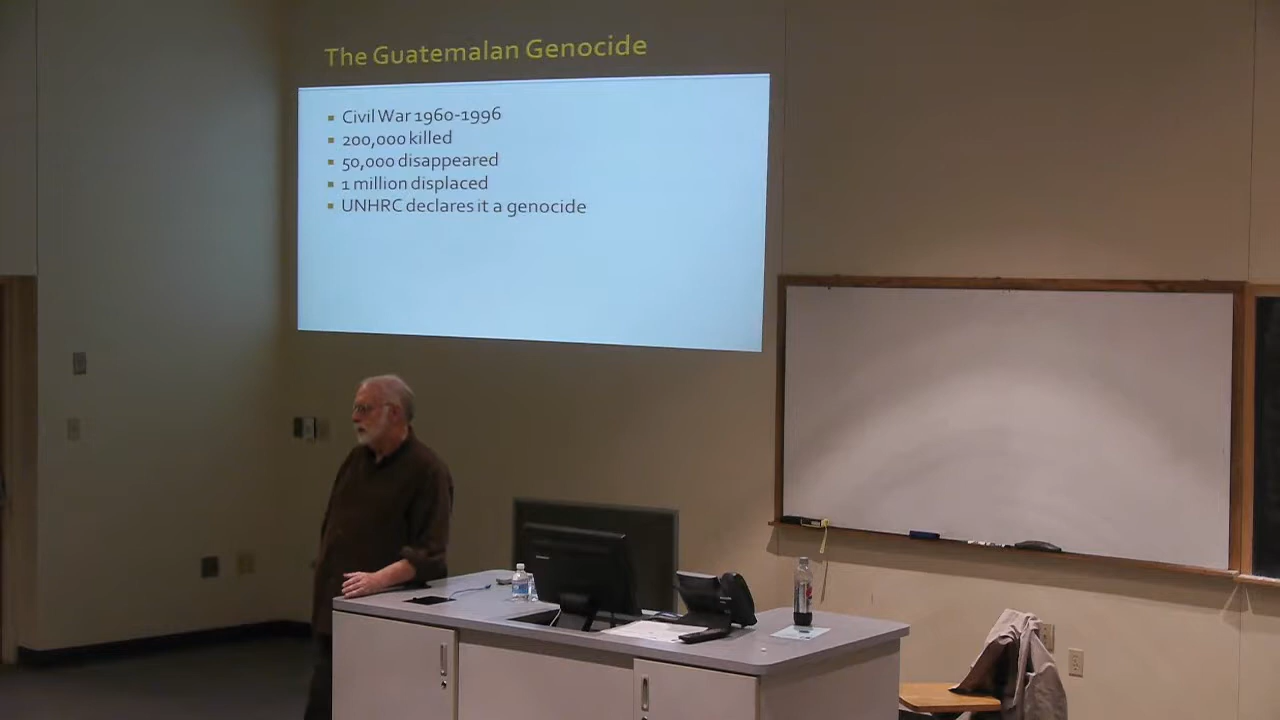 The Guatemalan Genocide
Civil War 1960-1996
200,000 killed
50,000 disappeared
1 million displaced
UNHRC declares it a genocide